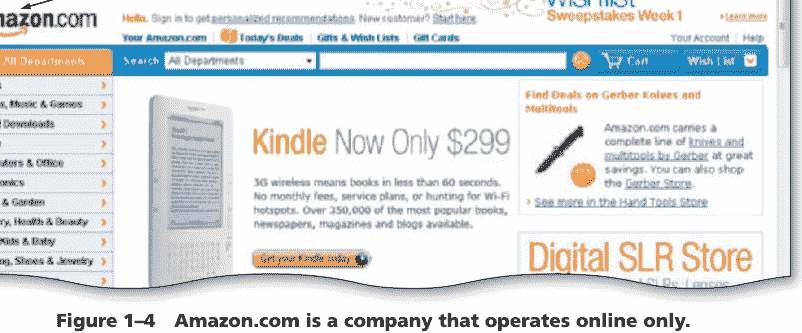 WISH LIST
Sweepstakes Week 1
Learn more
mazon.com
Hello. Sign in to get personalized recommendations. New customer? Start here.
Your Amazon.com
Today's Deals
Gifts & Wish Lists
Gift Cards
Your Account
Help
All Departments
Search
All Departments
Cart
Wish List
s, Music & Games
Downloads
ters & Office
onics
& Garden
ry, Health & Beauty
Kids & Baby
ng, Shoes & Jewelry
Kindle Now Only $299
3G wireless means books in less than 60 seconds.
No monthly fees, service plans, or hunting for Wi-Fi
hotspots. Over 350,000 of the most popular books,
newspapers, magazines and blogs available.
Get your Kindle today
Find Deals on Gerber Knives and
Multitools
Amazon.com carries a
complete line of knives and
multitools by Gerber at great
savings. You can also shop
the Gerber Store.
See more in the Hand Tools Store
Digital SLR Store
Figure 1–4 Amazon.com is a company that operates online only.